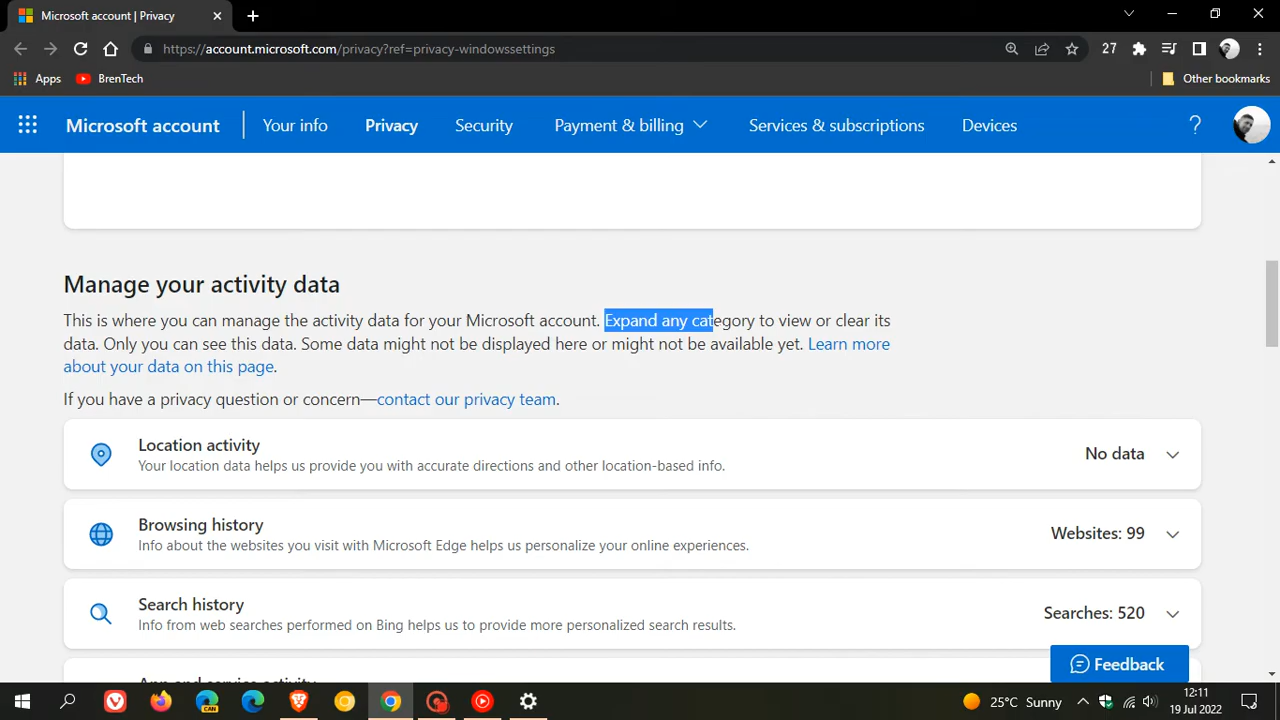 Microsoft account | Privacy
https://account.microsoft.com/privacy?ref=privacy-windowssettings
27
Apps
BrenTech
Other bookmarks
Microsoft account
Your info
Privacy
Security
Payment & billing
Services & subscriptions
Devices
?
Manage your activity data
This is where you can manage the activity data for your Microsoft account. Expand any category to view or clear its
data. Only you can see this data. Some data might not be displayed here or might not be available yet. Learn more
about your data on this page.
If you have a privacy question or concern—contact our privacy team.
Location activity
Your location data helps us provide you with accurate directions and other location-based info.
No data
Browsing history
Info about the websites you visit with Microsoft Edge helps us personalize your online experiences.
Websites: 99
Search history
Info from web searches performed on Bing helps us to provide more personalized search results.
Searches: 520
App and service activity
Feedback
CAN
25°C Sunny
12:11
19 Jul 2022